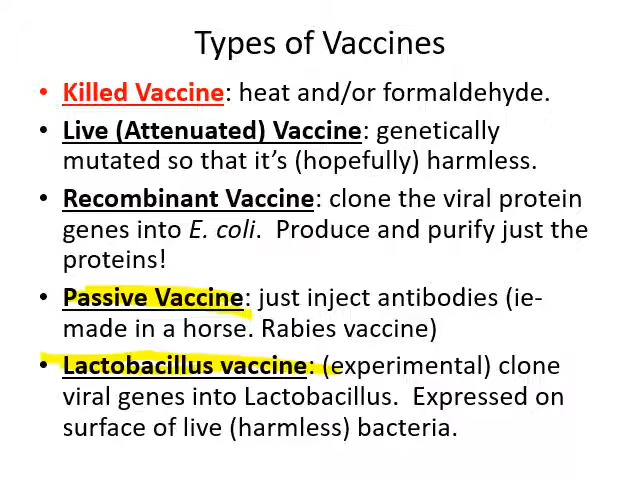 Types of Vaccines
• Killed Vaccine: heat and/or formaldehyde.
• Live (Attenuated) Vaccine: genetically
mutated so that it's (hopefully) harmless.
• Recombinant Vaccine: clone the viral protein
genes into E. coli.  Produce and purify just the
proteins!
• Passive Vaccine: just inject antibodies (ie-
made in a horse. Rabies vaccine)
• Lactobacillus vaccine: (experimental) clone
viral genes into Lactobacillus.  Expressed on
surface of live (harmless) bacteria.